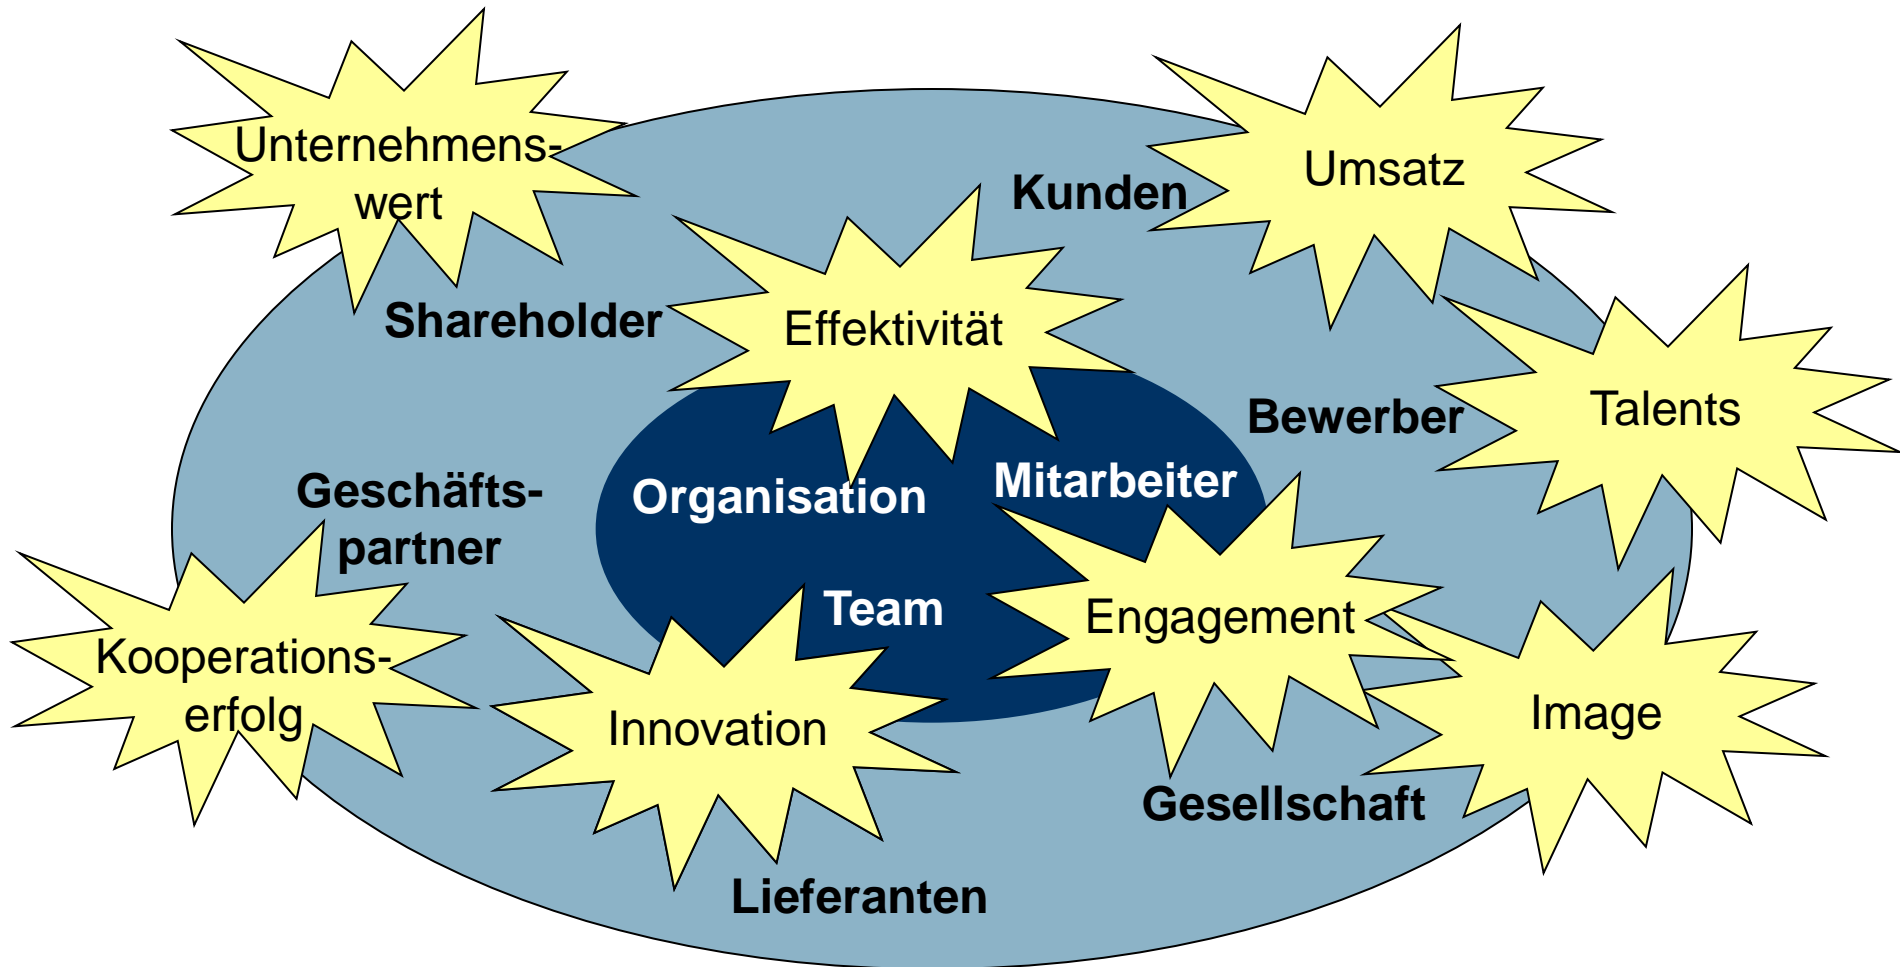 Unternehmens-
wert
Umsatz
Kunden
Shareholder
Effektivität
Bewerber
Talents
Geschäfts-
partner
Organisation
Mitarbeiter
Team
Engagement
Kooperations-
erfolg
Innovation
Image
Gesellschaft
Lieferanten